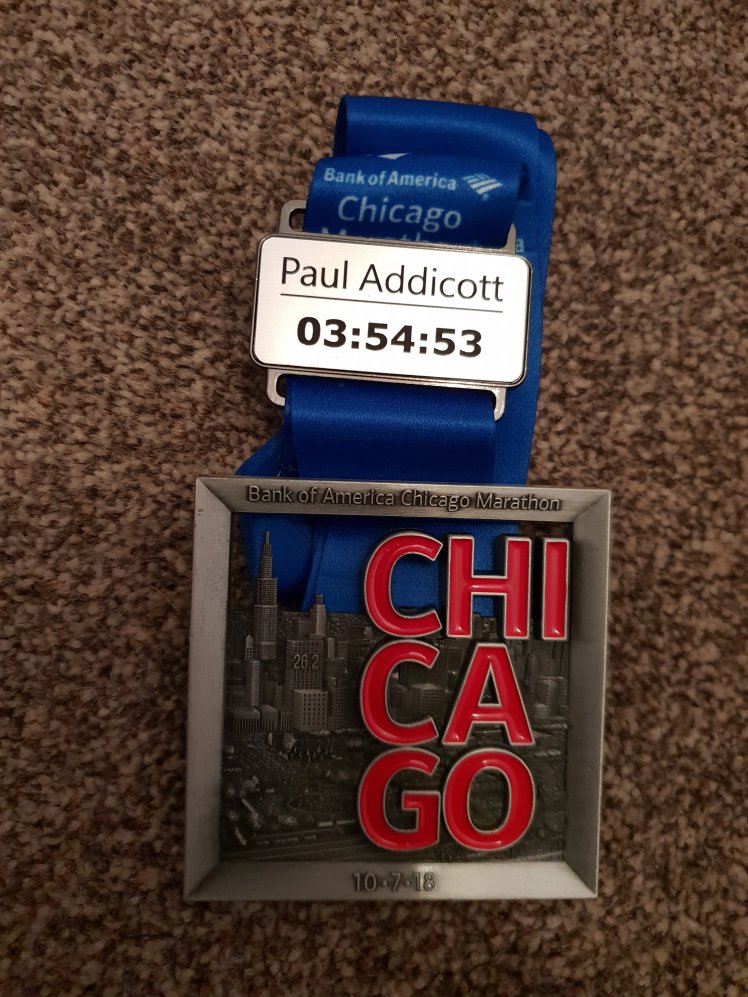 Bank of America
Chicago
Paul Addicott
03:54:53
Bank of America Chicago Marathon
CHI
26.2
CA
GO
10·7·18